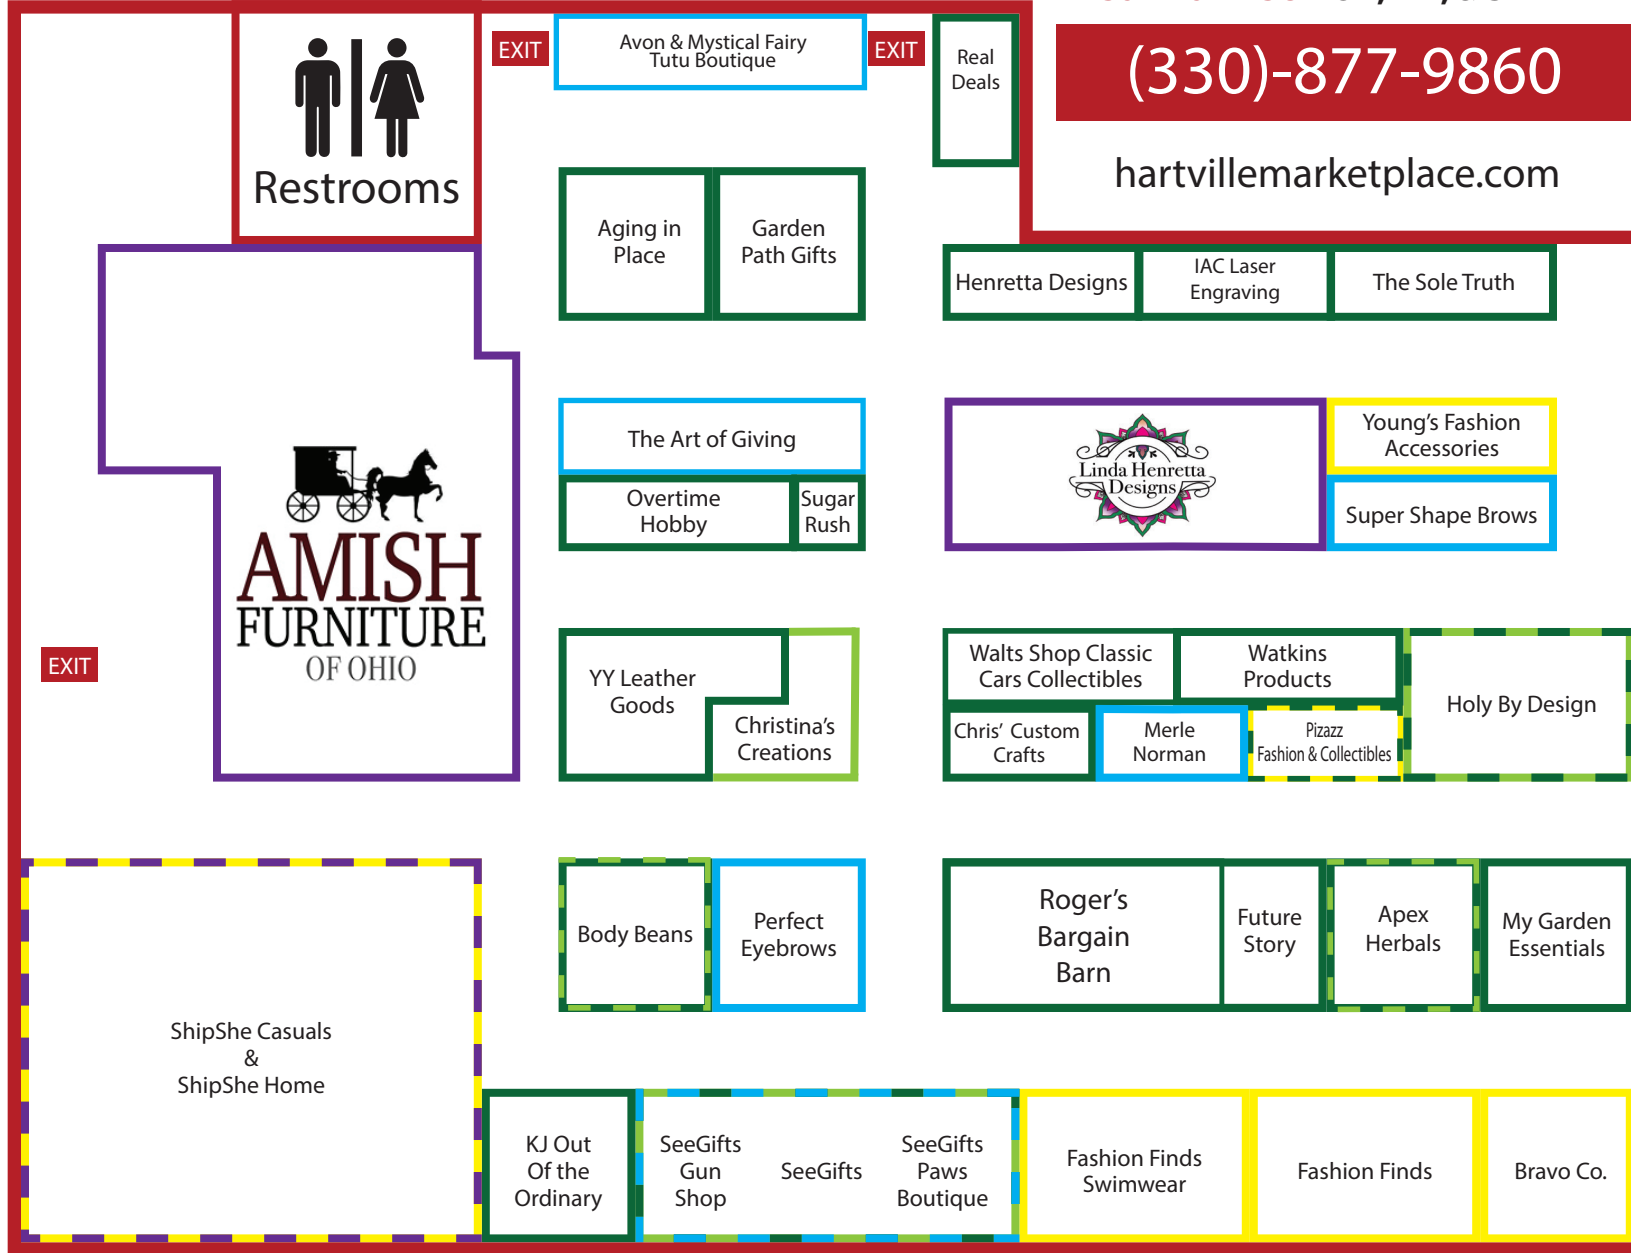 (330)-877-9860
hartvillemarketplace.com
EXIT
Avon & Mystical Fairy
Tutu Boutique
EXIT
Real
Deals
Restrooms
Aging in
Place
Garden
Path Gifts
Henretta Designs
IAC Laser
Engraving
The Sole Truth
The Art of Giving
Overtime
Hobby
Sugar
Rush
Linda Henretta
Designs
Young's Fashion
Accessories
Super Shape Brows
AMISH
FURNITURE
OF OHIO
EXIT
YY Leather
Goods
Christina's
Creations
Walts Shop Classic
Cars Collectibles
Watkins
Products
Chris' Custom
Crafts
Merle
Norman
Pizazz
Fashion & Collectibles
Holy By Design
Body Beans
Perfect
Eyebrows
Roger's
Bargain
Barn
Future
Story
Apex
Herbals
My Garden
Essentials
ShipShe Casuals
&
ShipShe Home
KJ Out
Of the
Ordinary
SeeGifts
Gun
Shop
SeeGifts
SeeGifts
Paws
Boutique
Fashion Finds
Swimwear
Fashion Finds
Bravo Co.